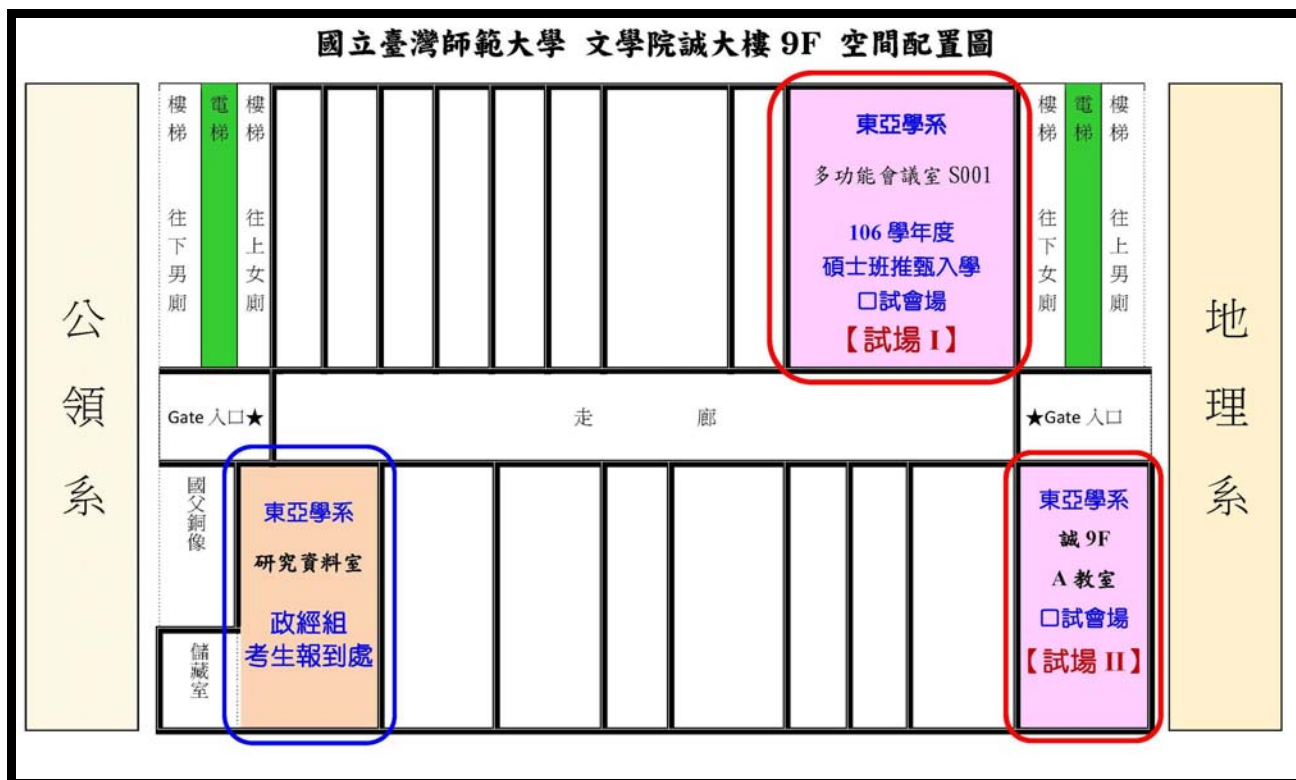 國立臺灣師範大學 文學院誠大樓 9F 空間配置圖
公領系
樓梯 往下男廁
電梯
樓梯 往上女廁
東亞學系
多功能會議室 S001
106 學年度
碩士班推甄入學
口試會場
【試場 I】
樓梯 往下女廁
電梯
樓梯 往上男廁
地理系
Gate 入口★
走廊
★Gate 入口
國父銅像
儲藏室
東亞學系
研究資料室
政經組
考生報到處
東亞學系
誠 9F
A 教室
口試會場
【試場 II】